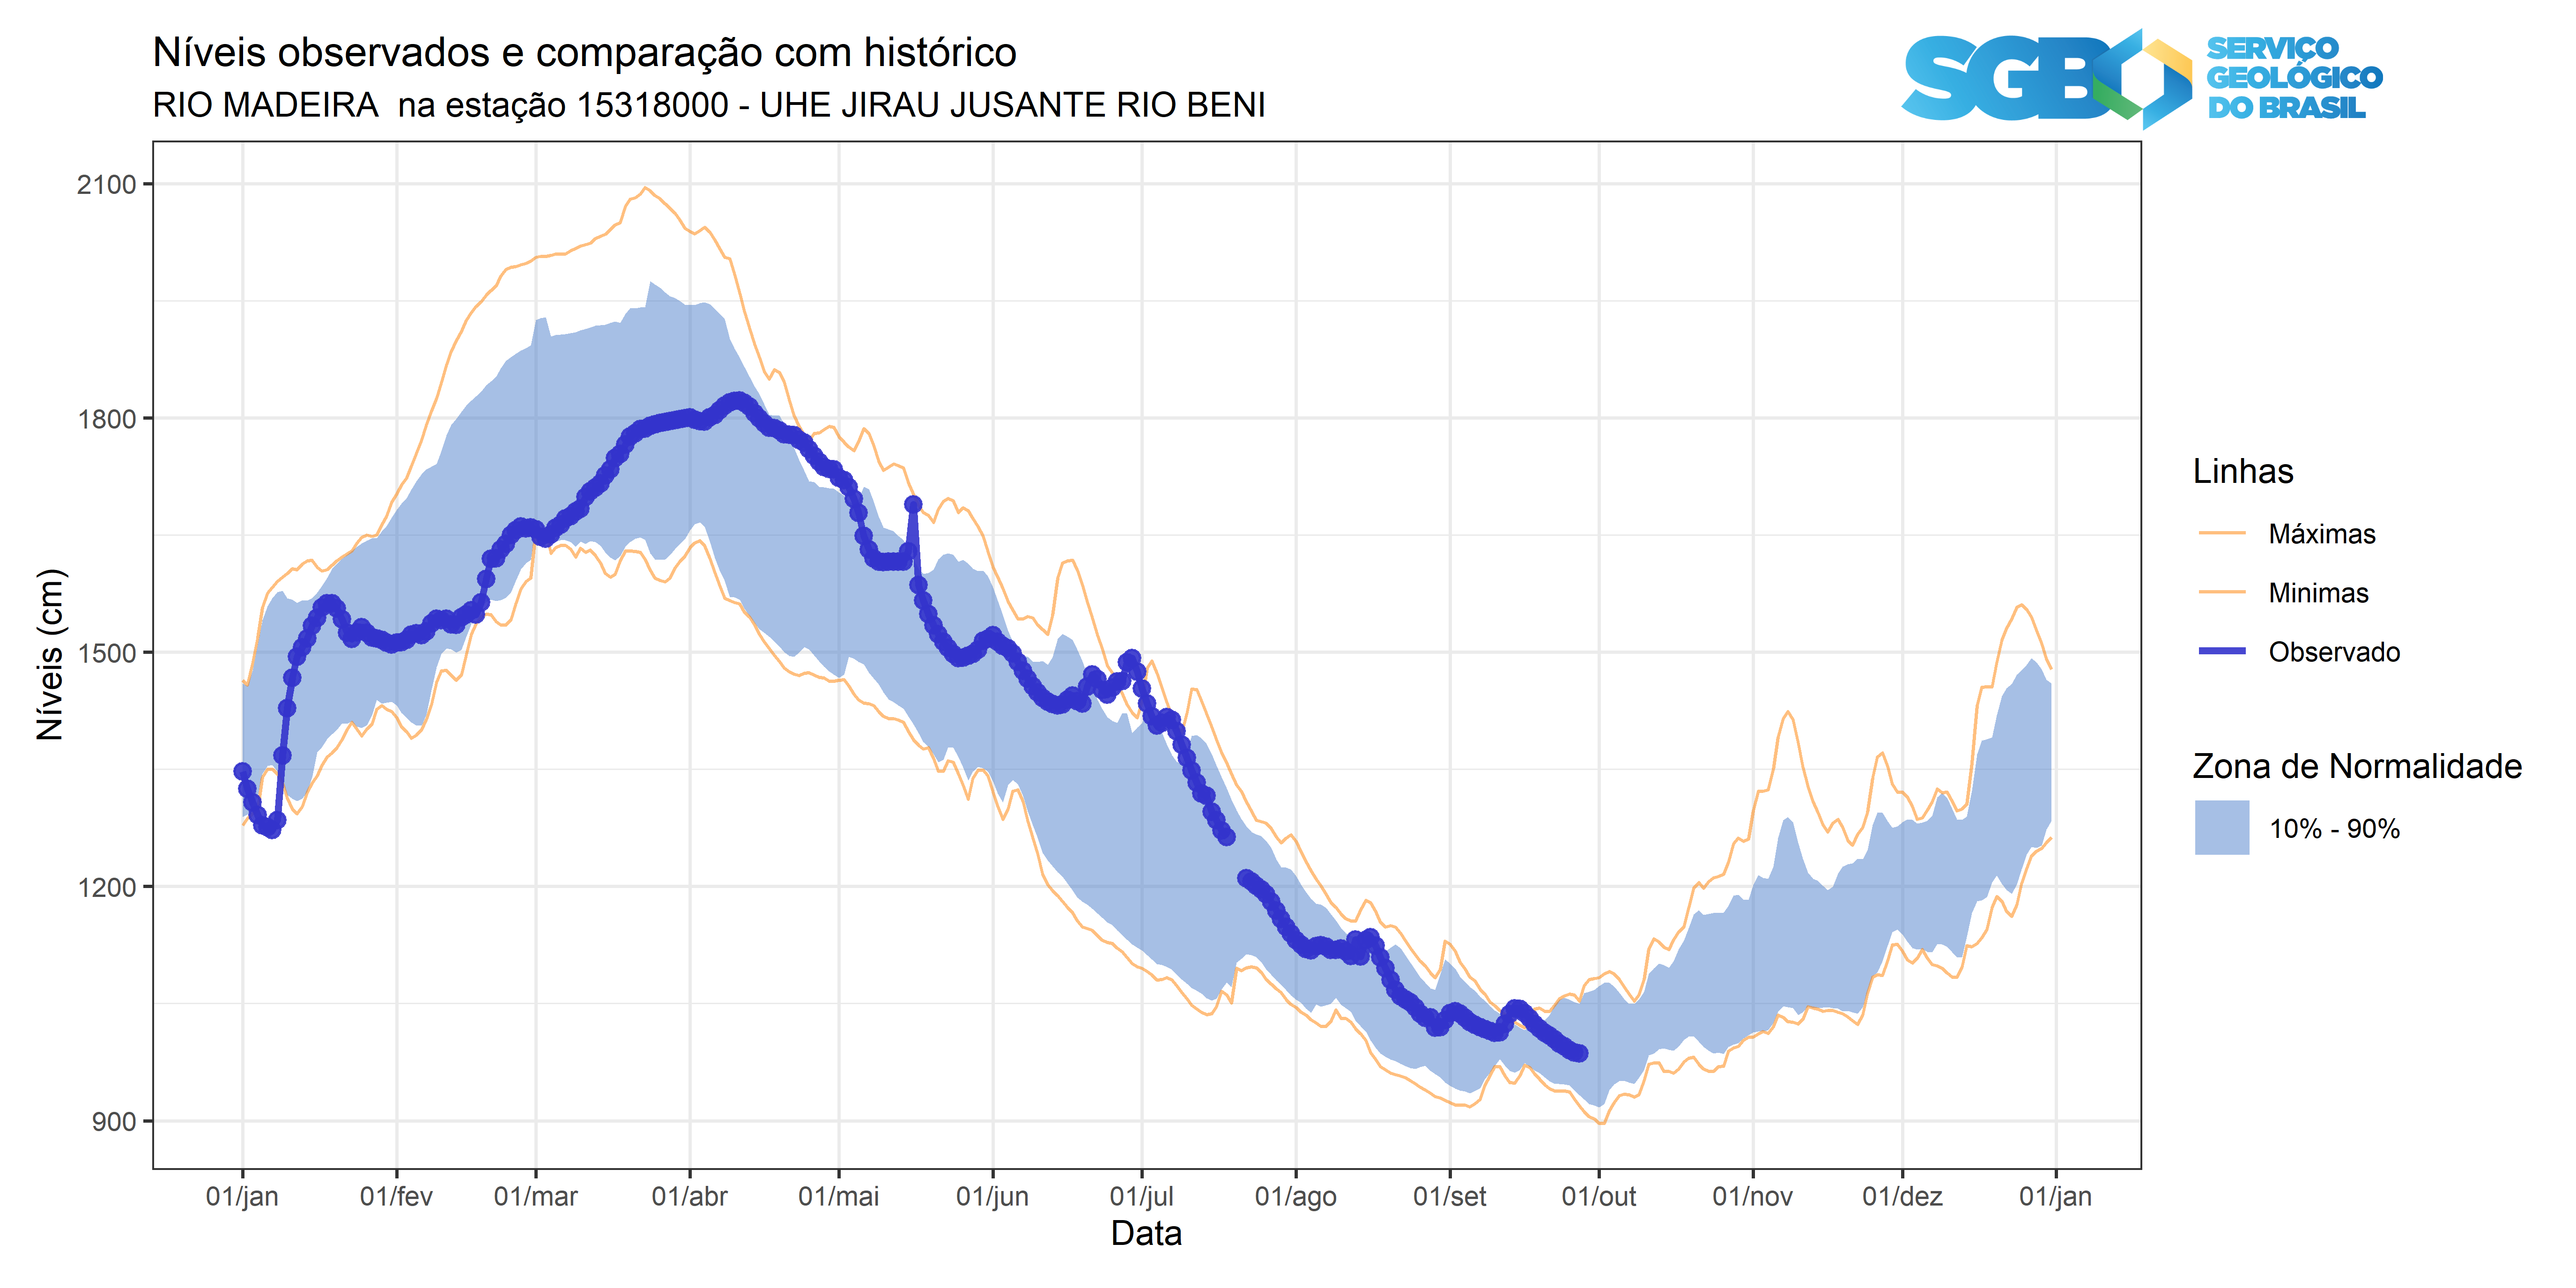 Níveis observados e comparação com histórico
RIO MADEIRA  na estação 15318000 - UHE JIRAU JUSANTE RIO BENI
SGB
SERVIÇO
GEOLÓGICO
DO BRASIL
Níveis (cm)
2100
1800
1500
1200
900
01/jan
01/fev
01/mar
01/abr
01/mai
01/jun
01/jul
01/ago
01/set
01/out
01/nov
01/dez
01/jan
Data
Linhas
Máximas
Minimas
Observado
Zona de Normalidade
10% - 90%